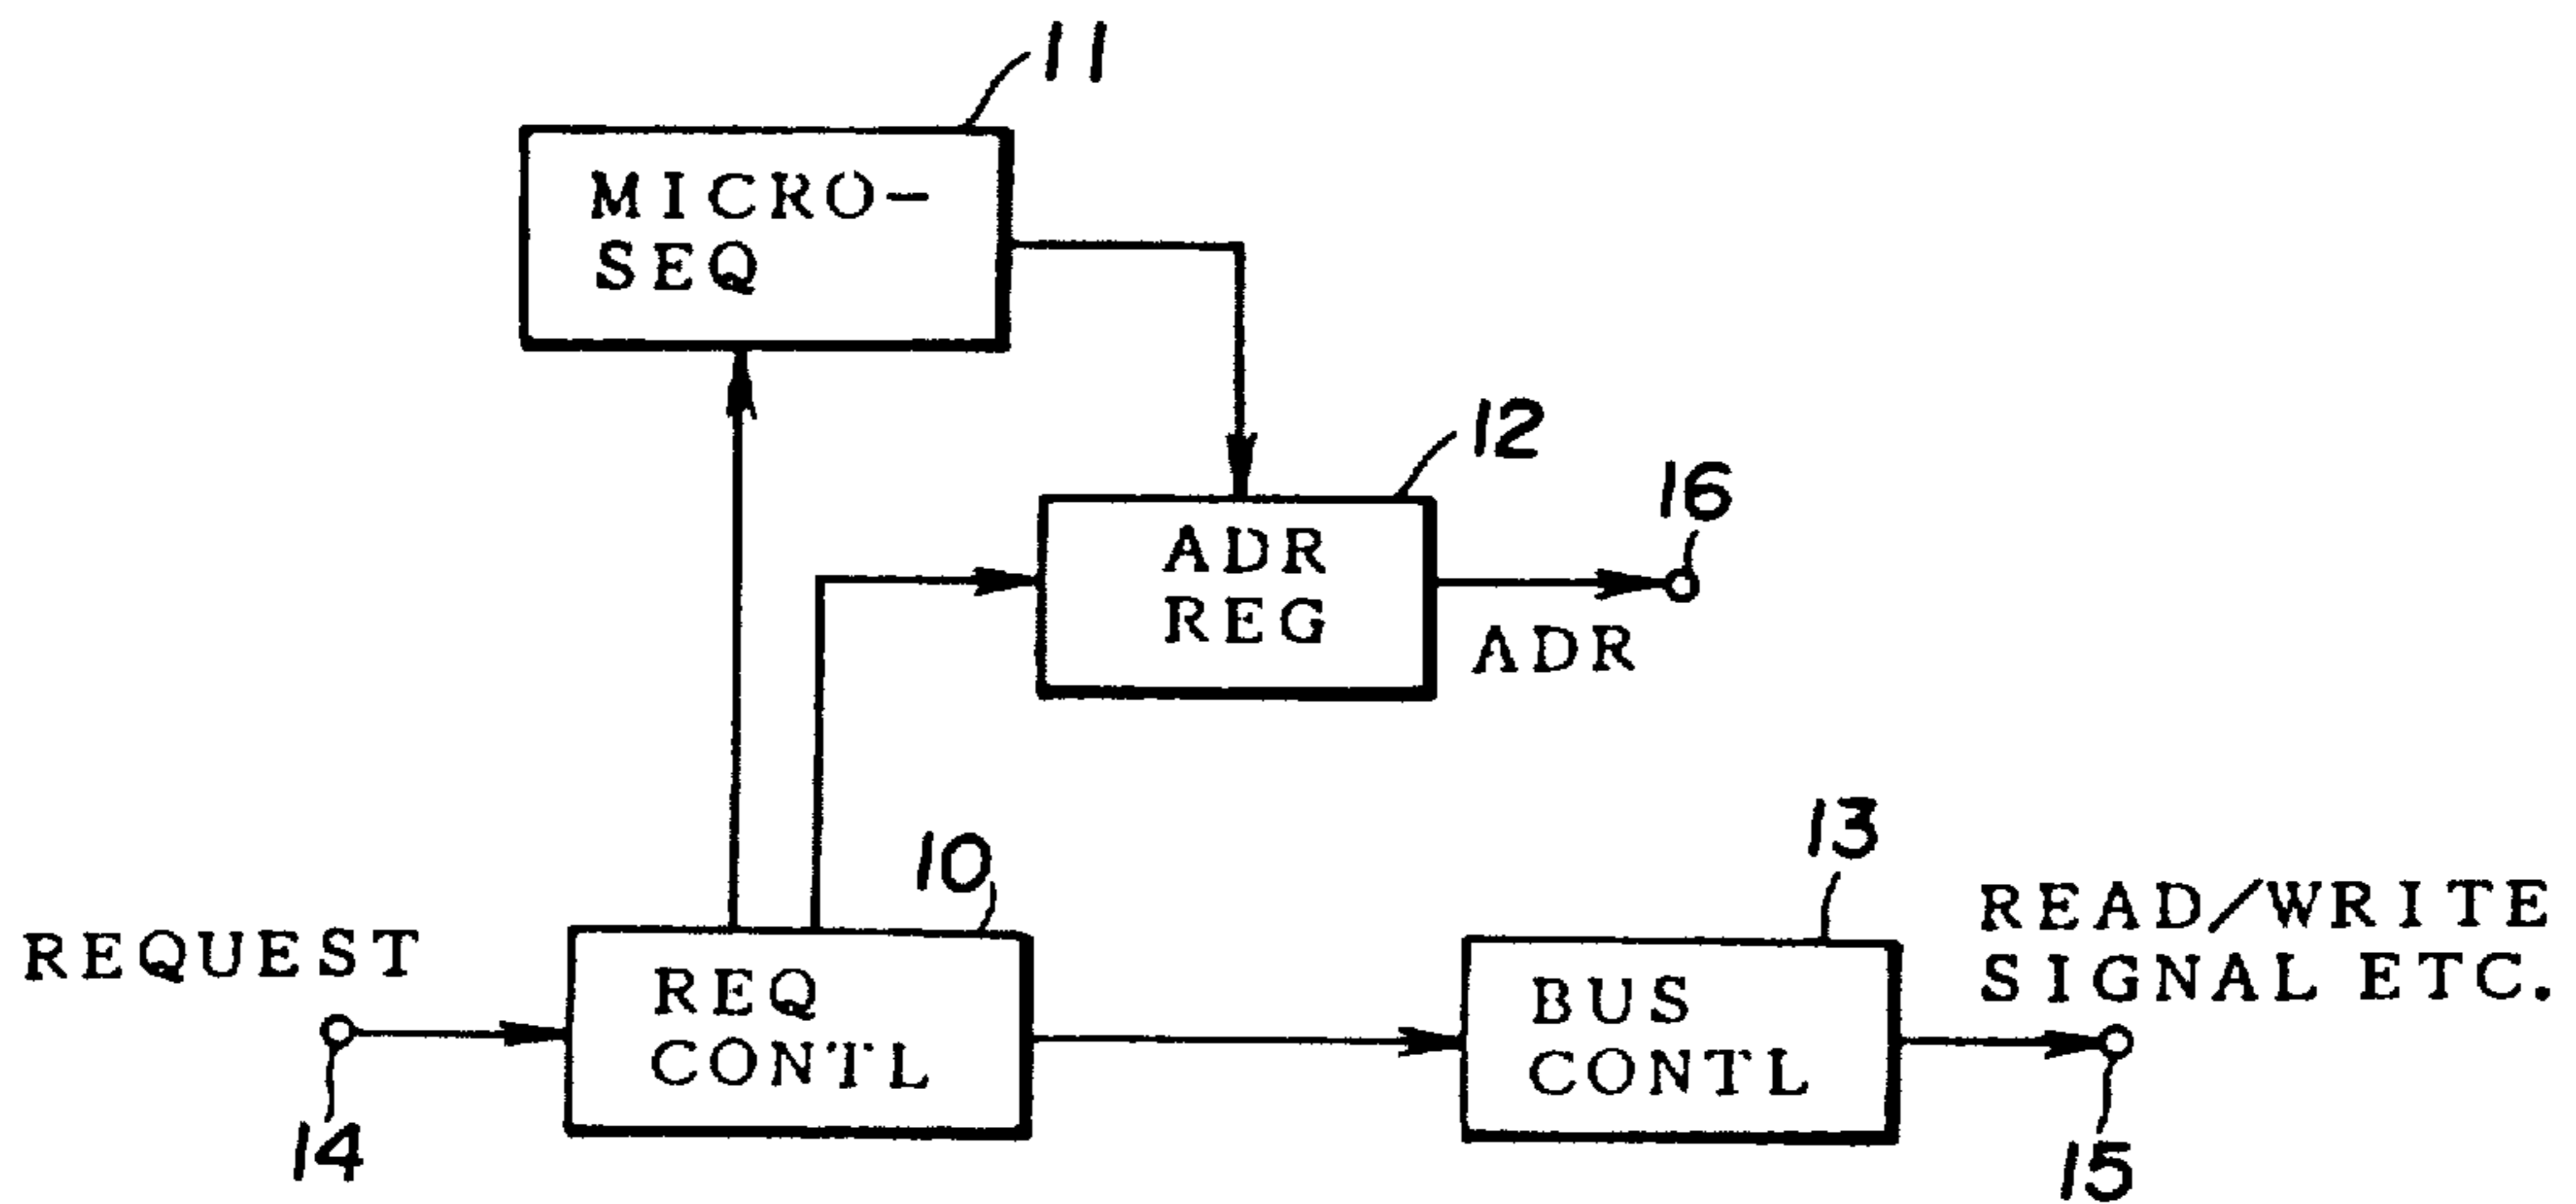 11
MICRO-
SEQ
12
16
ADR
REG
ADR
10
13
REQUEST
READ/WRITE
SIGNAL ETC.
REQ
CONTL
BUS
CONTL
14
15